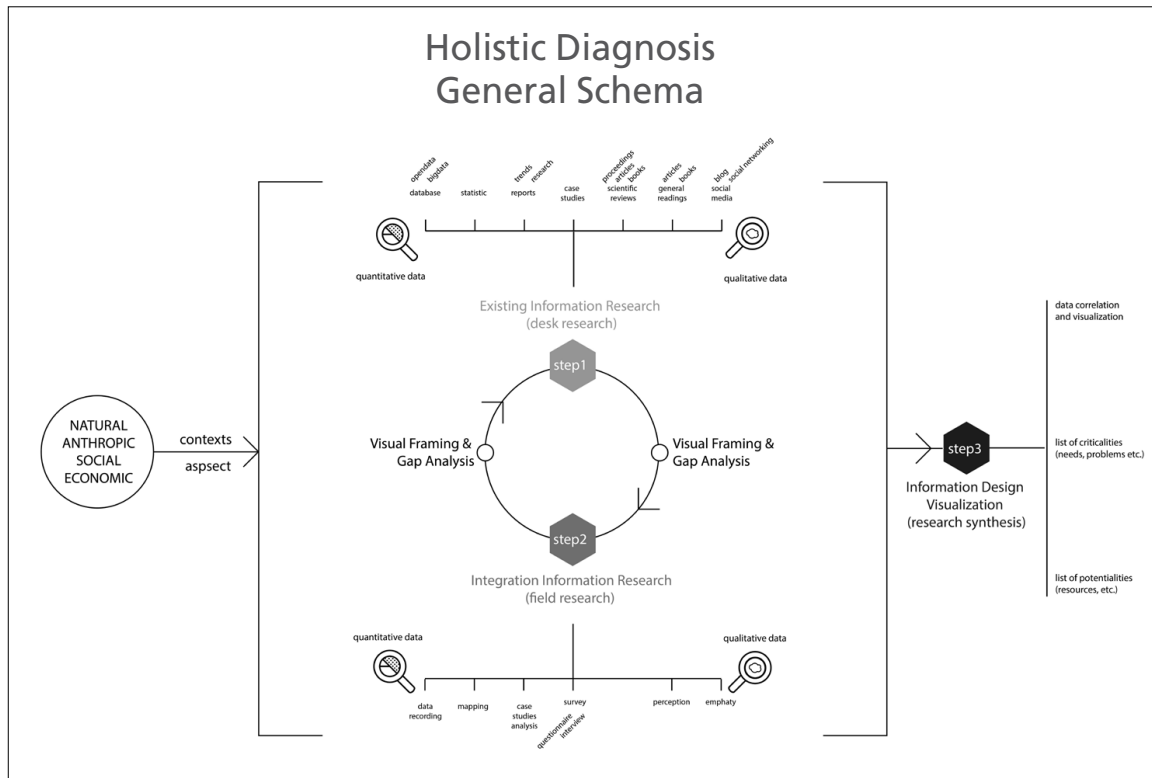 Holistic Diagnosis
General Schema
opendata
bigdata
database
statistic
trends
research
reports
case
studies
proceedings
articles
books
scientific
reviews
articles
books
general
readings
blog
social networking
social
media
quantitative data
qualitative data
Existing Information Research
(desk research)
step1
NATURAL
ANTHROPIC
SOCIAL
ECONOMIC
contexts
aspsect
Visual Framing &
Gap Analysis
Visual Framing &
Gap Analysis
step2
Integration Information Research
(field research)
quantitative data
qualitative data
data
recording
mapping
case
studies
analysis
survey
questionnaire
interview
perception
emphaty
step3
Information Design
Visualization
(research synthesis)
data correlation
and visualization
list of criticalities
(needs, problems etc.)
list of potentialities
(resources, etc.)